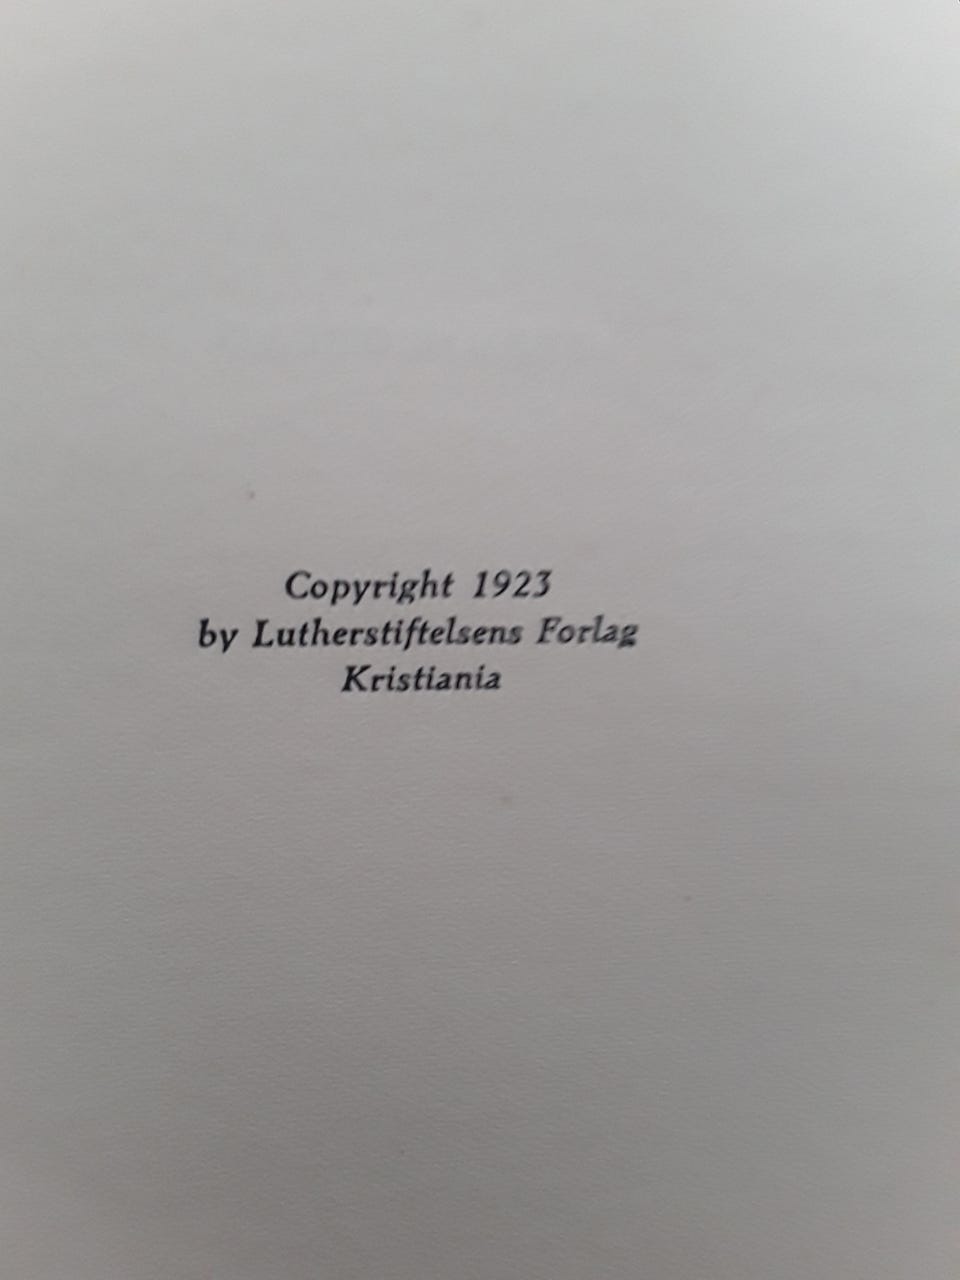 Copyright 1923
by Lutherstiftelsens Forlag
Kristiania